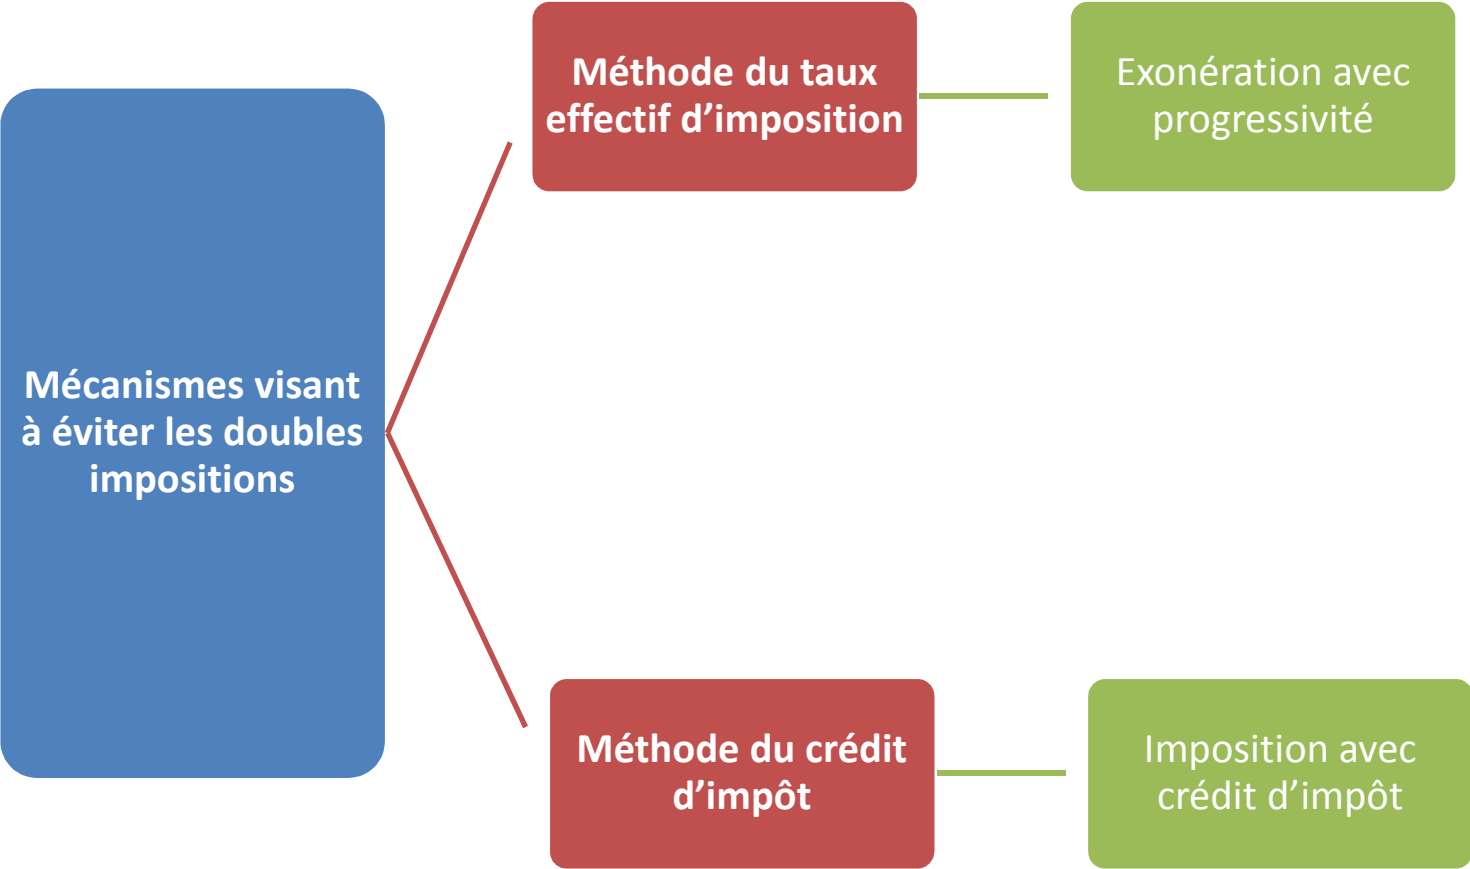 Mécanismes visant
à éviter les doubles
impositions
Méthode du taux
effectif d’imposition
Exonération avec
progressivité
Méthode du crédit
d’impôt
Imposition avec
crédit d’impôt